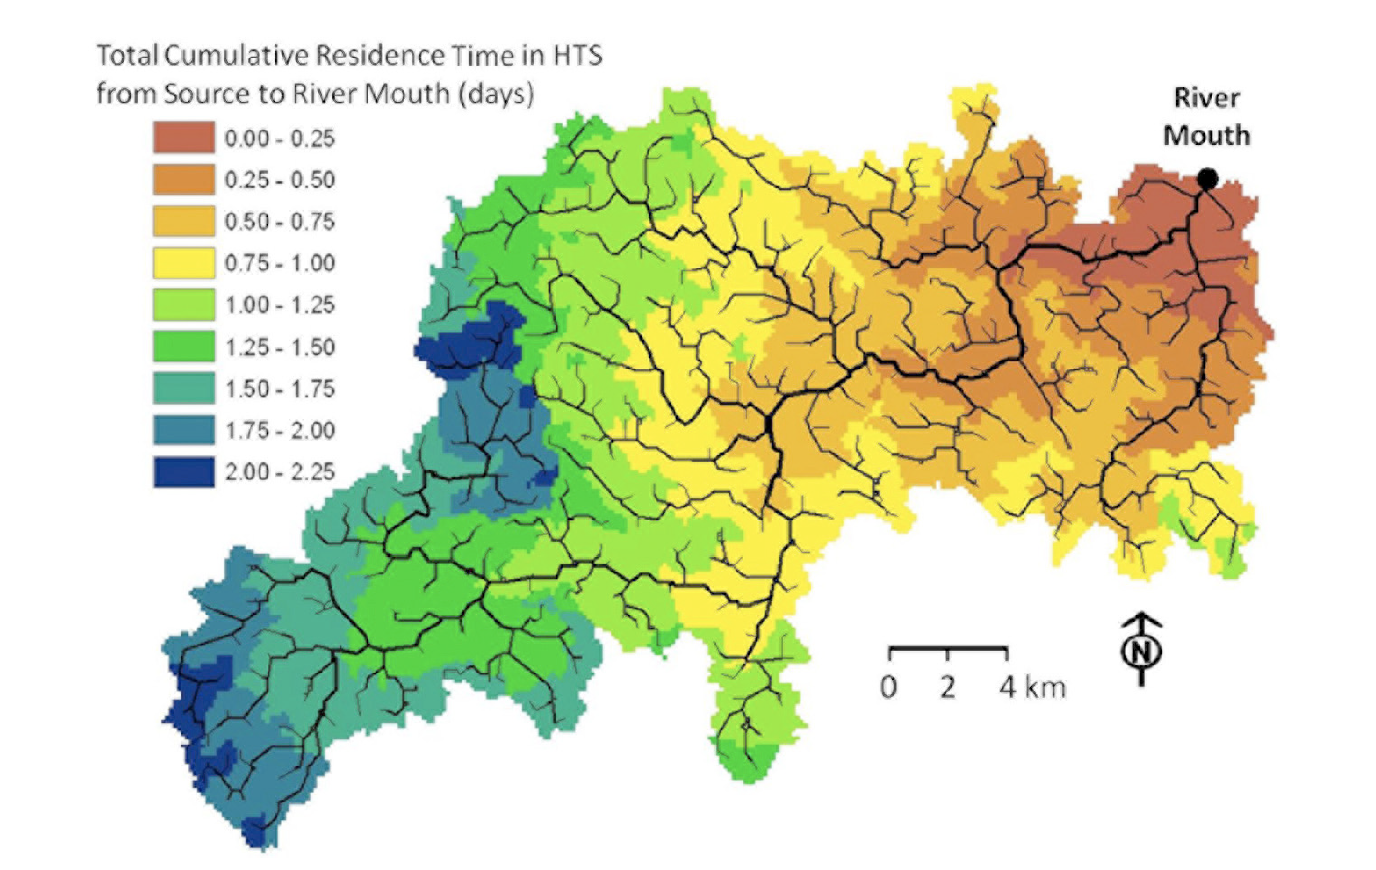 Total Cumulative Residence Time in HTS
from Source to River Mouth (days)
0.00 - 0.25
0.25 - 0.50
0.50 - 0.75
0.75 - 1.00
1.00 - 1.25
1.25 - 1.50
1.50 - 1.75
1.75 - 2.00
2.00 - 2.25
River
Mouth
N
0 2 4 km